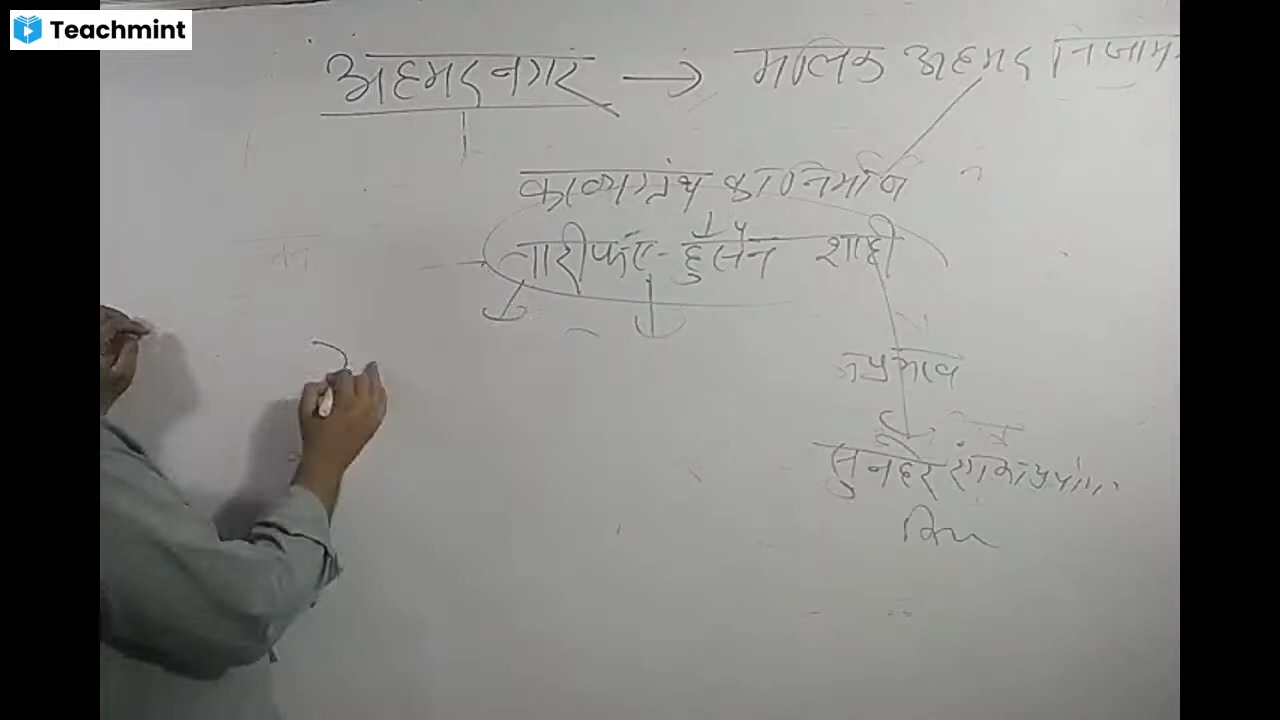 Teachmint
अहमदनगर → मलिक अहमद निजाम
काव्यग्रंथ का निर्माण
तारीफ-ए-हुसैन शाही
प्रभाव
सुनहरे रंग का प्रयोग